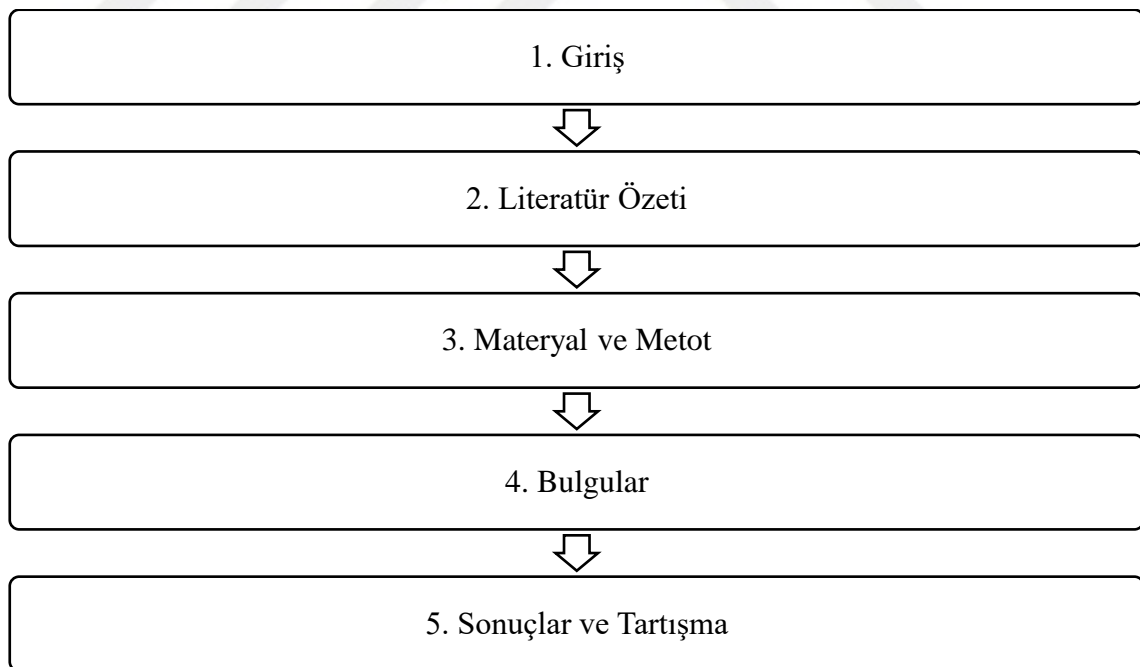 1. Giriş
2. Literatür Özeti
3. Materyal ve Metot
4. Bulgular
5. Sonuçlar ve Tartışma